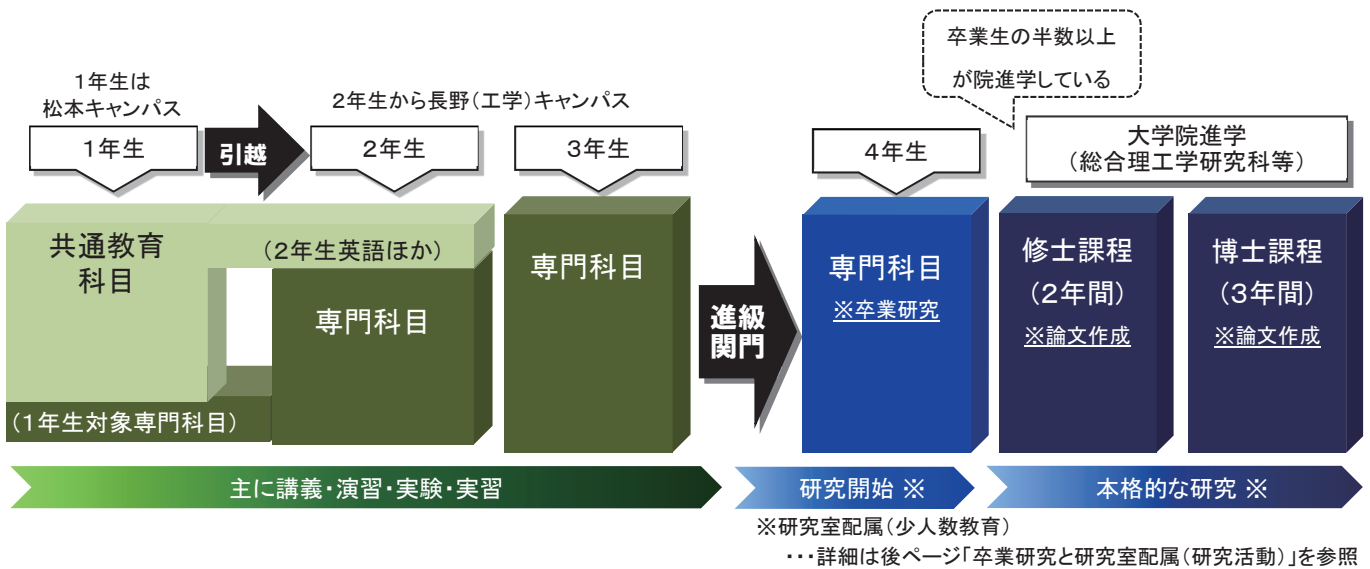 卒業生の半数以上
が院進学している
1年生は
松本キャンパス
2年生から長野(工学)キャンパス
1年生
引越
2年生
3年生
4年生
大学院進学
(総合理工学研究科等)
共通教育
科目
(2年生英語ほか)
専門科目
(1年生対象専門科目)
専門科目
進級
関門
専門科目
※卒業研究
修士課程
(2年間)
※論文作成
博士課程
(3年間)
※論文作成
主に講義・演習・実験・実習
研究開始 ※
本格的な研究 ※
※研究室配属(少人数教育)
・・・詳細は後ページ「卒業研究と研究室配属(研究活動)」を参照